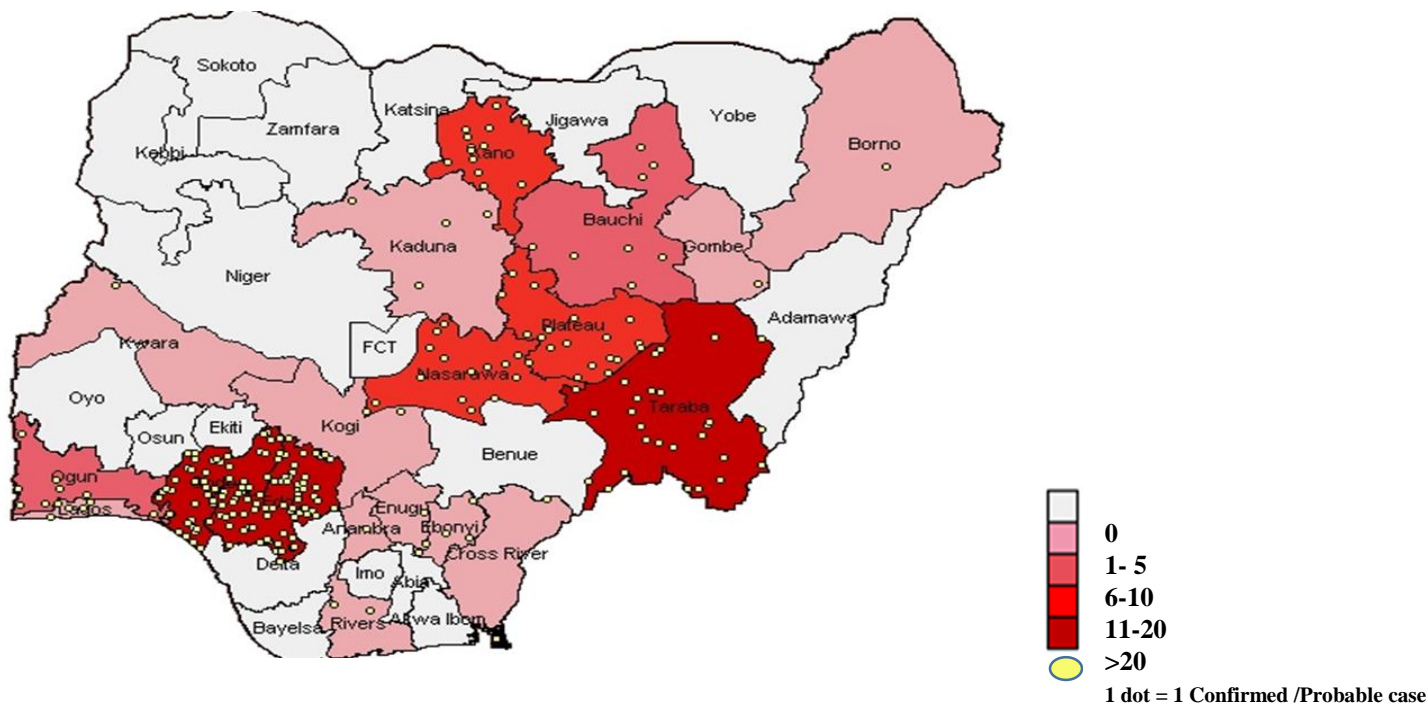 Sokoto
Katsina
Zamfara
Jigawa
Yobe
Kebbi
Kano
Borno
Bauchi
Kaduna
Gombe
Niger
Adamawa
Plateau
FCT
Kwara
Nasarawa
Taraba
Oyo
Ekiti
Osun
Kogi
Benue
Ogun
Lagos
Enugu
Anambra
Ebonyi
Cross River
Delta
Imo
Abia
Akwa Ibom
Rivers
Bayelsa
0
1- 5
6-10
11-20
>20
1 dot = 1 Confirmed /Probable case